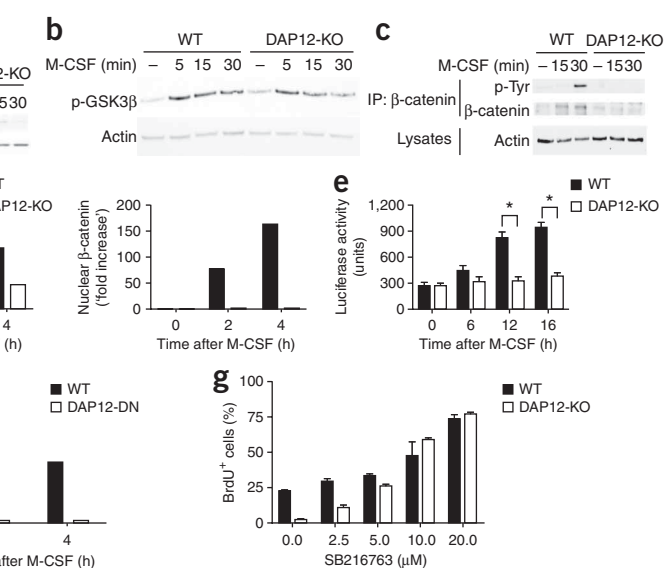 b
WT DAP12-KO
M-CSF (min) – 5 15 30 – 5 15 30
p-GSK3β
Actin
c
WT DAP12-KO
M-CSF (min) – 15 30 – 15 30
IP: β-catenin
p-Tyr
β-catenin
Lysates Actin
2-KO
5 30
AP12-KO
4
(h)
Nuclear β-catenin
('fold increase')
200
150
100
50
0
0 2 4
Time after M-CSF (h)
e
WT
DAP12-KO
Luciferase activity
(units)
1,200
900
600
300
0
* *
0 6 12 16
Time after M-CSF (h)
WT
DAP12-DN
4
after M-CSF (h)
g
WT
DAP12-KO
BrdU+ cells (%)
100
75
50
25
0
0.0 2.5 5.0 10.0 20.0
SB216763 (μM)